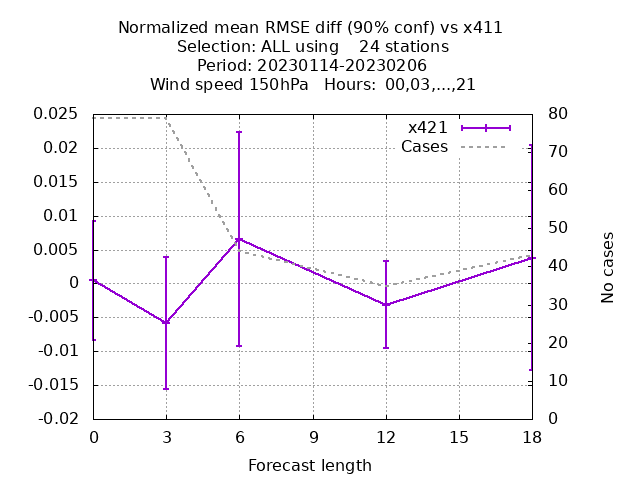 Normalized mean RMSE diff (90% conf) vs x411
Selection: ALL using    24 stations
Period: 20230114-20230206
Wind speed 150hPa   Hours:  00,03,...,21
x421
Cases
0.025
0.02
0.015
0.01
0.005
0
-0.005
-0.01
-0.015
-0.02
80
70
60
50
40
30
20
10
0
No cases
0 3 6 9 12 15 18
Forecast length